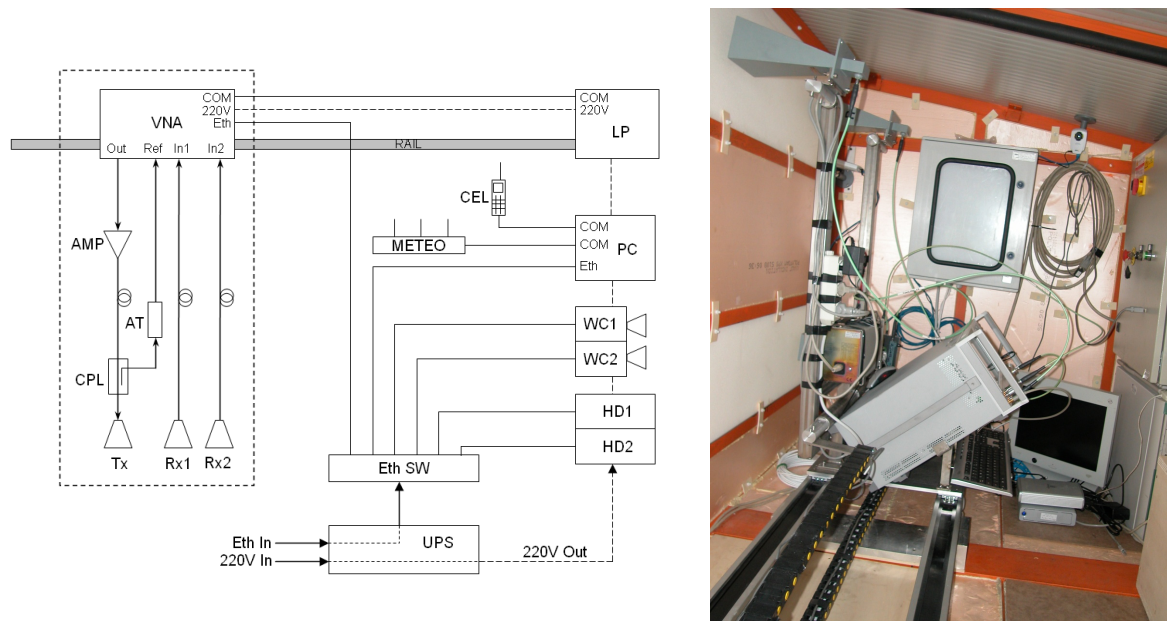 COM
220V
Eth
VNA
Out Ref In1 In2
RAIL
COM
220V
LP
CEL
AMP
METEO
COM
COM
Eth
PC
AT
WC1
WC2
CPL
HD1
HD2
Tx Rx1 Rx2
Eth SW
Eth In
220V In
UPS
220V Out